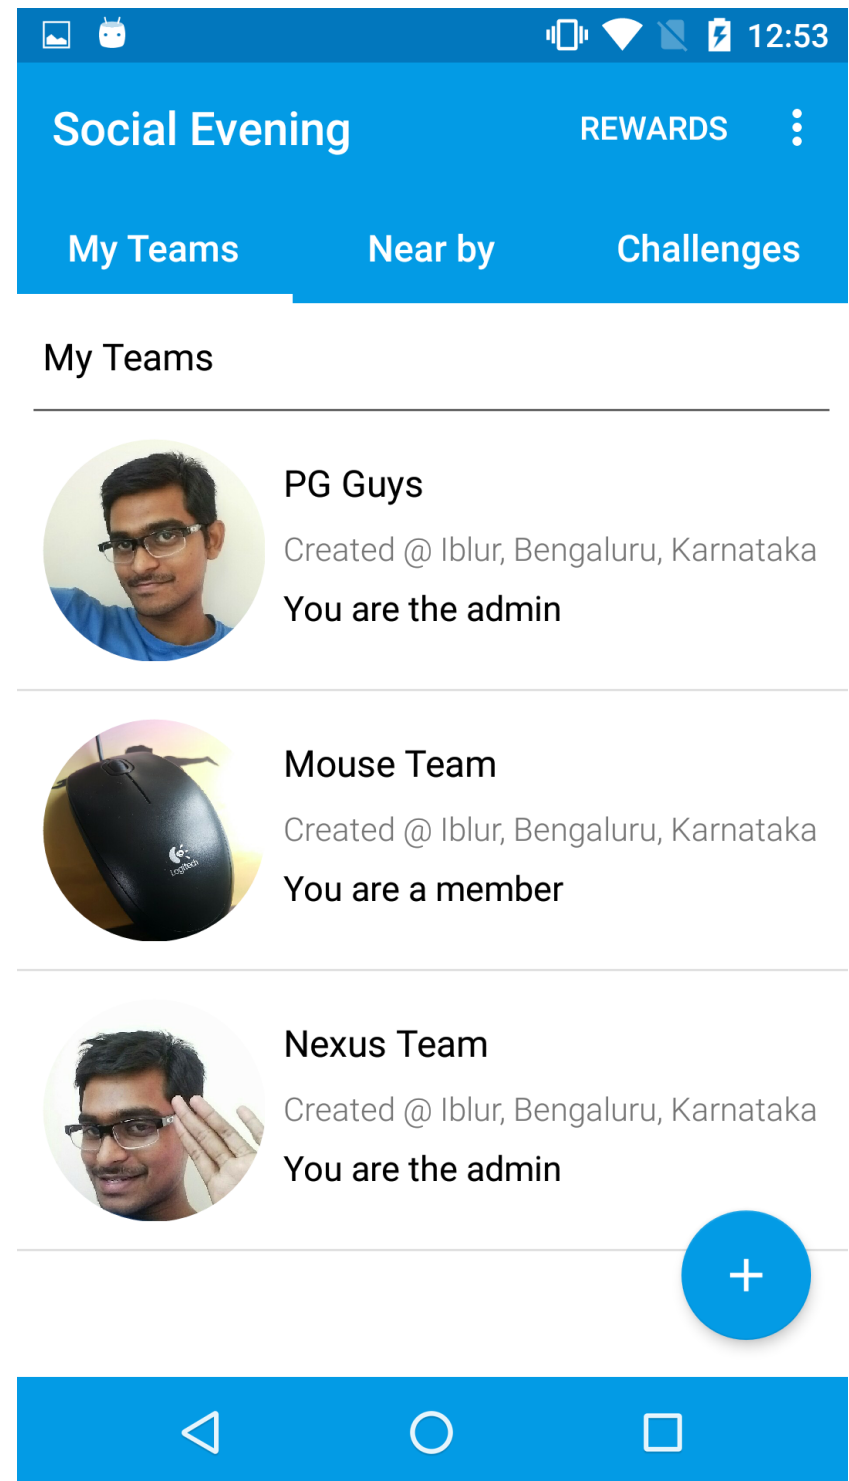 12:53
Social Evening REWARDS
My Teams Near by Challenges
My Teams
PG Guys
Created @ Iblur, Bengaluru, Karnataka
You are the admin
Mouse Team
Created @ Iblur, Bengaluru, Karnataka
You are a member
Logitech
Nexus Team
Created @ Iblur, Bengaluru, Karnataka
You are the admin